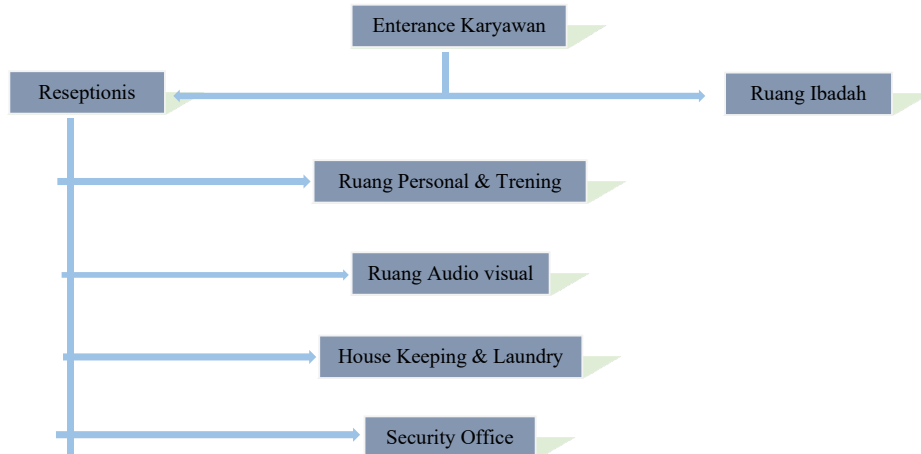 Enterance Karyawan
Reseptionis
Ruang Ibadah
Ruang Personal & Trening
Ruang Audio visual
House Keeping & Laundry
Security Office